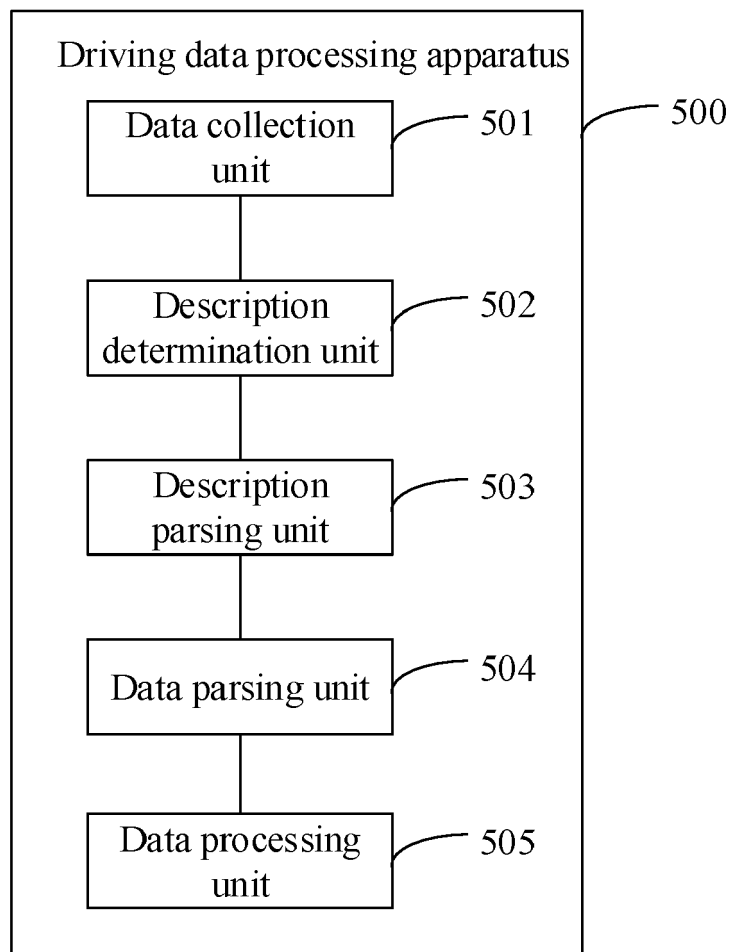 Driving data processing apparatus
500
Data collection
unit
501
Description
determination unit
502
Description
parsing unit
503
Data parsing unit
504
Data processing
unit
505